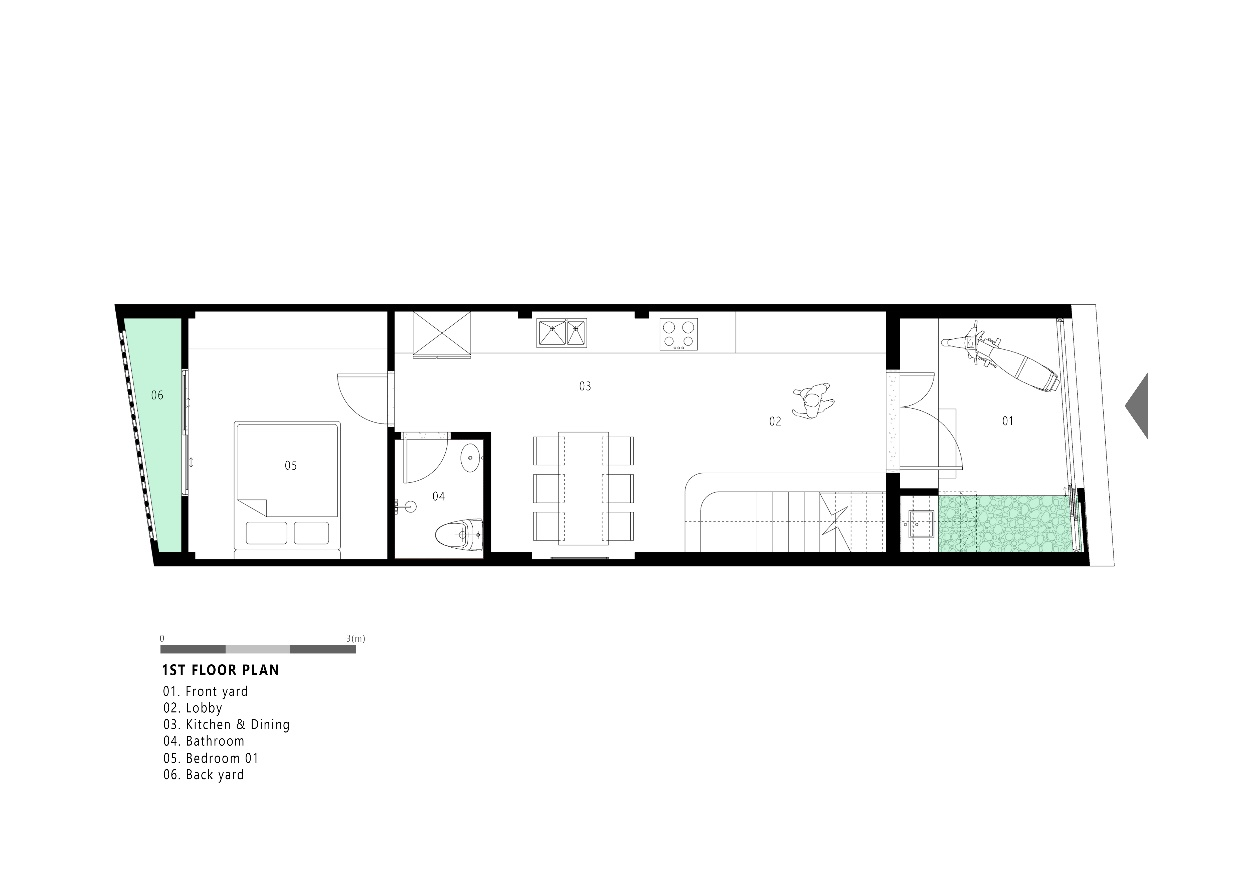 06
05
04
03
02
01
0 3(m)
1ST FLOOR PLAN
01. Front yard
02. Lobby
03. Kitchen & Dining
04. Bathroom
05. Bedroom 01
06. Back yard